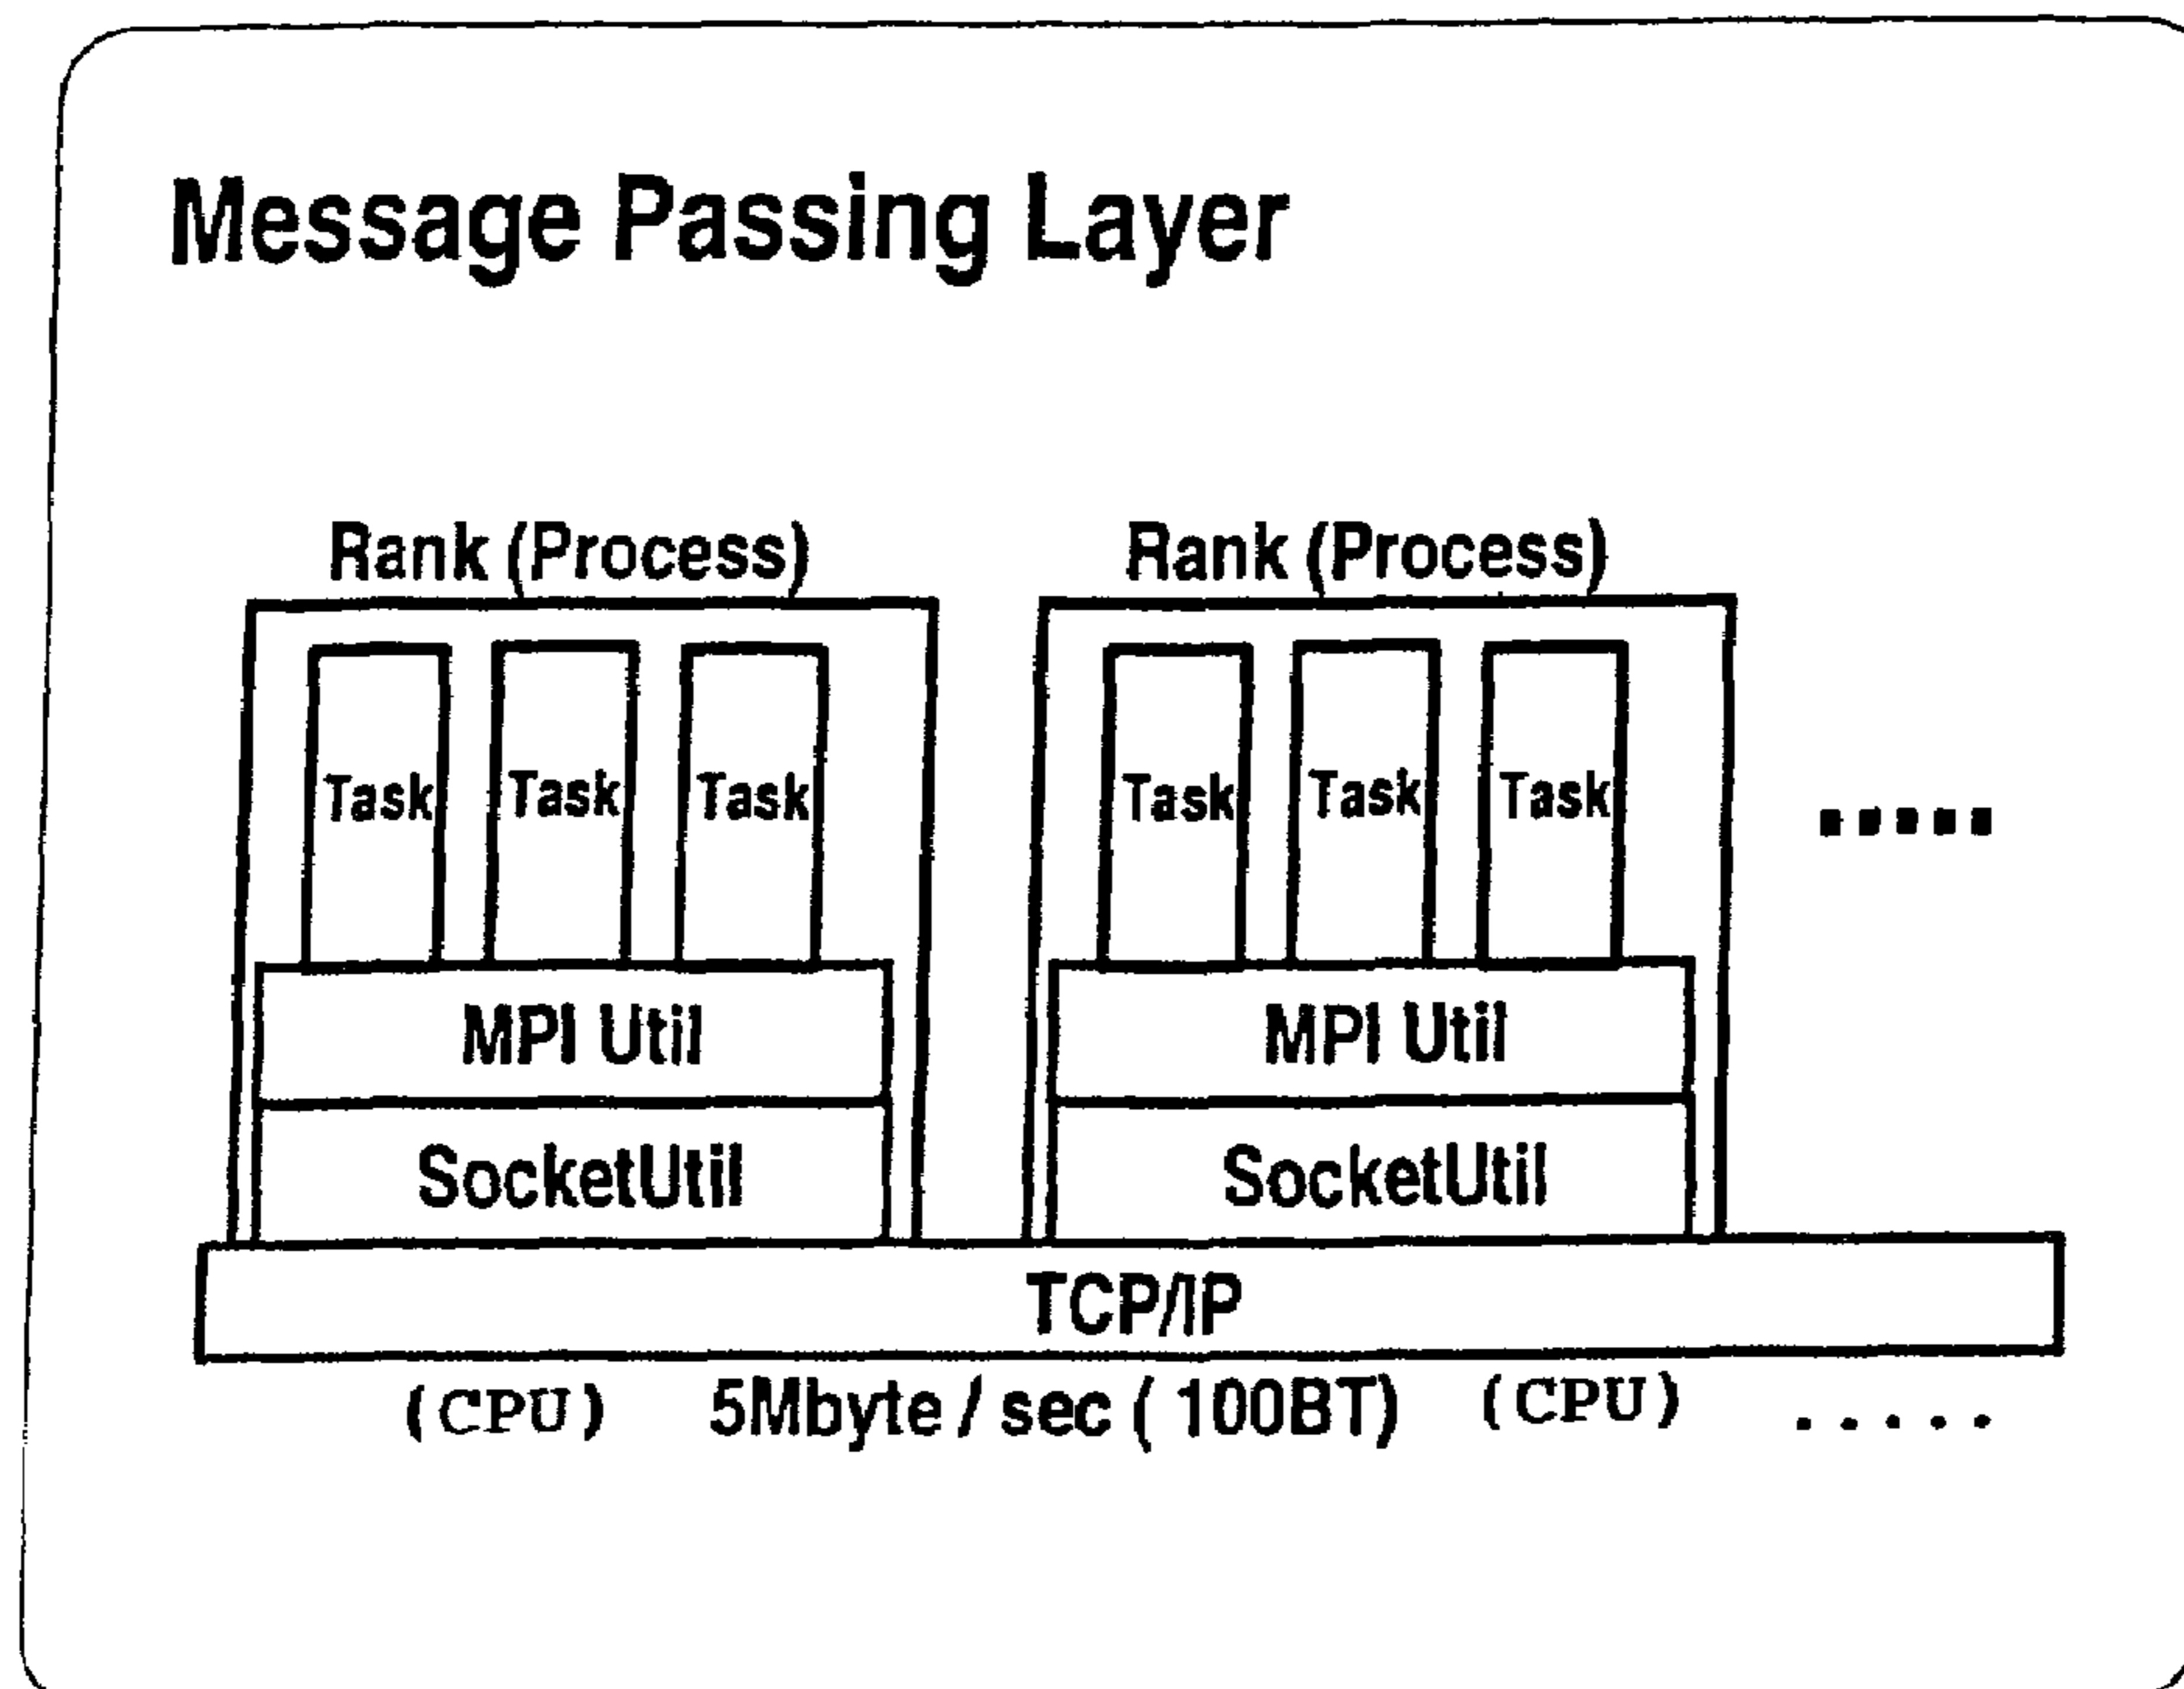 Message Passing Layer
Rank (Process) Rank (Process)
Task Task Task Task Task Task .....
MPI Util MPI Util
SocketUtil SocketUtil
TCP/IP
(CPU) 5Mbyte / sec ( 100BT) (CPU) .....